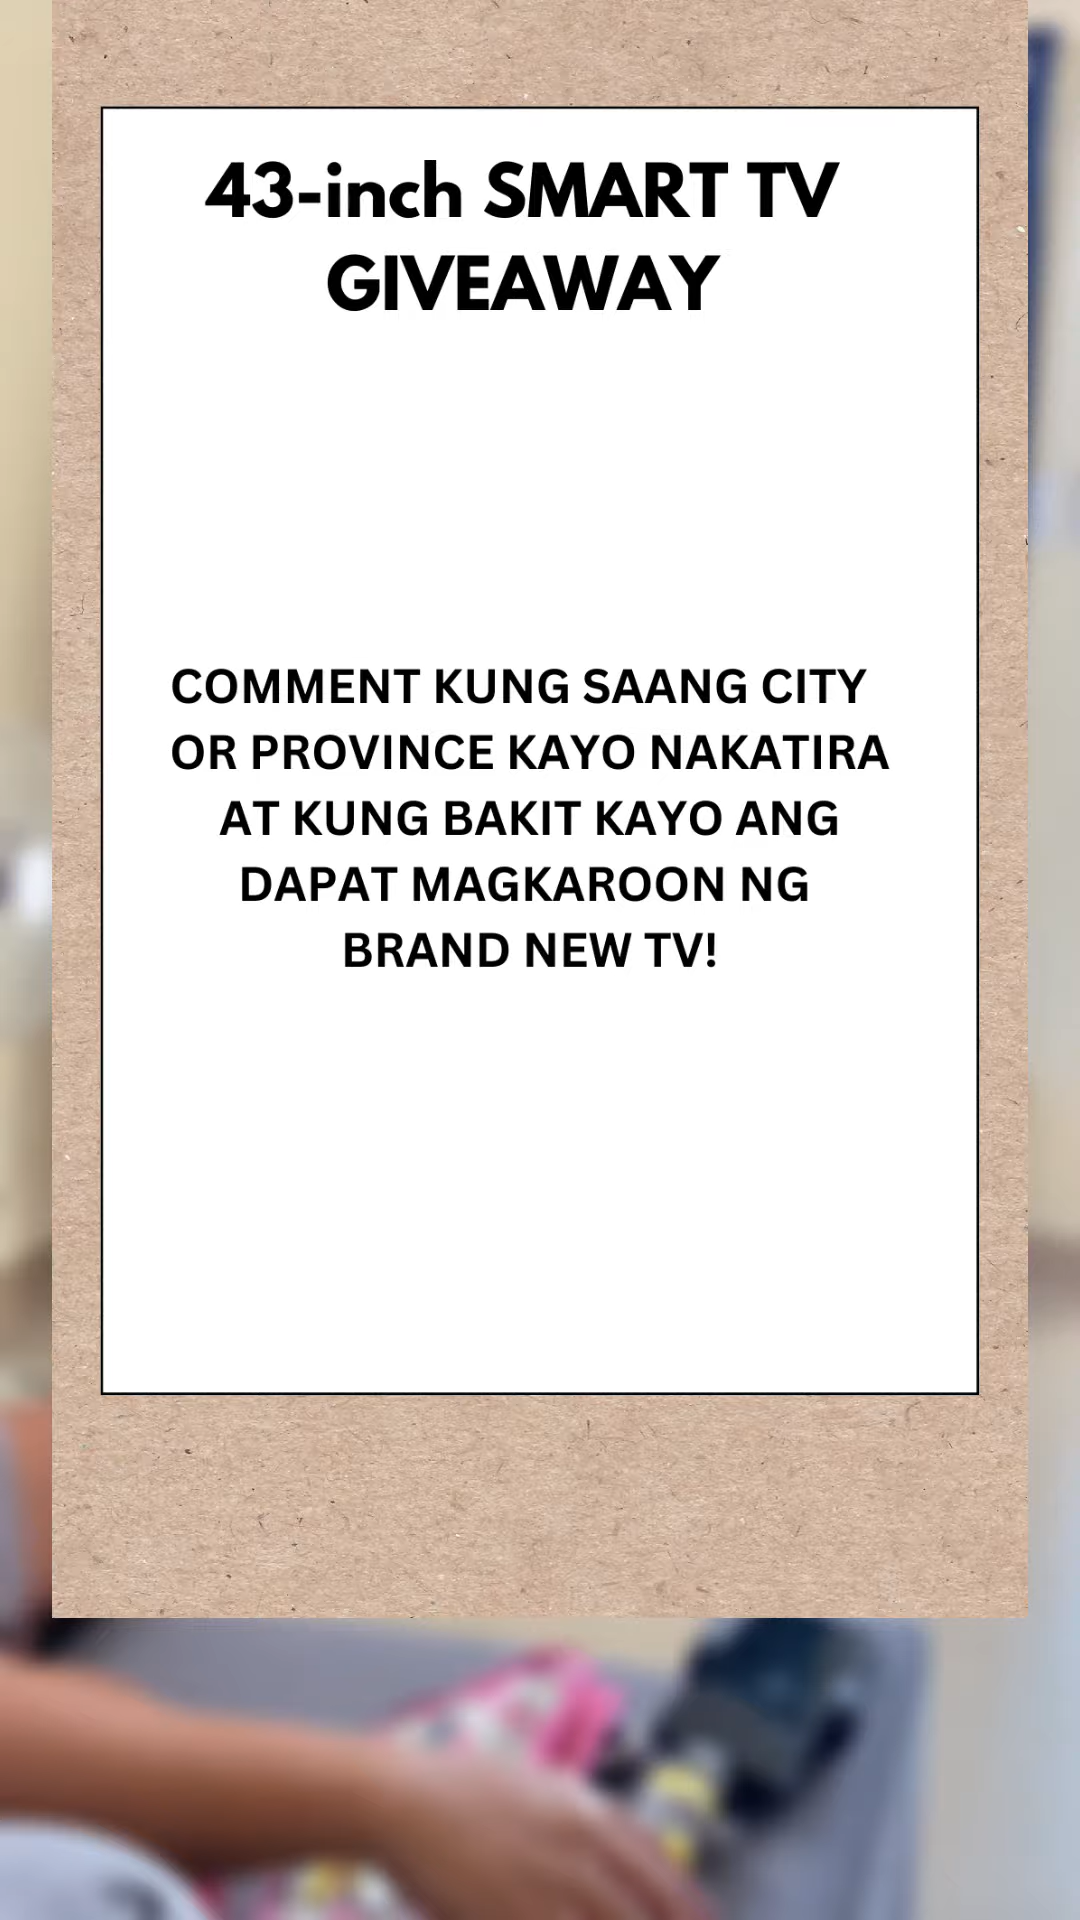 43-inch SMART TV
GIVEAWAY
COMMENT KUNG SAANG CITY
OR PROVINCE KAYO NAKATIRA
AT KUNG BAKIT KAYO ANG
DAPAT MAGKAROON NG
BRAND NEW TV!